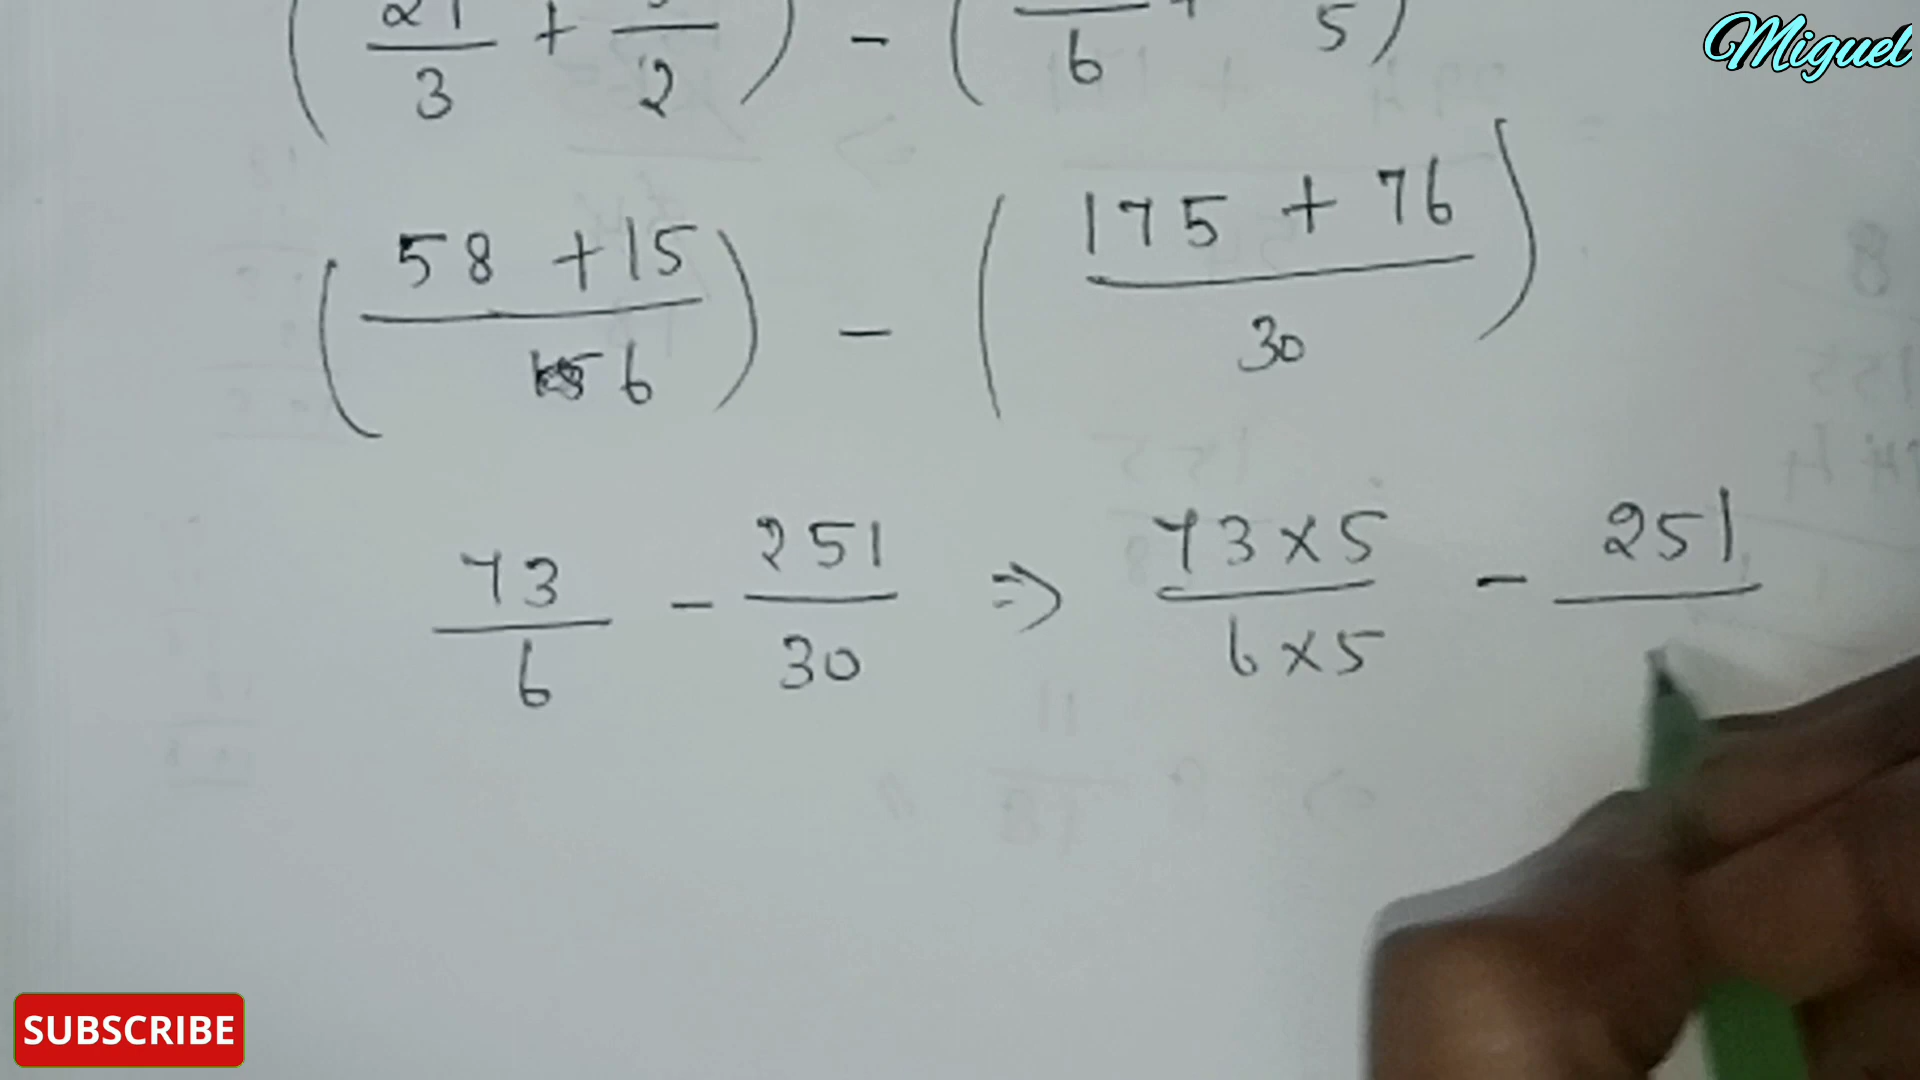 Miguel
( 21/3 + /2 ) - ( /6 + 5 )
( 58 + 15 / 6 ) - ( 175 + 76 / 30 )
73/6 - 251/30 ⇒ 73 × 5 / 6 × 5 - 251
SUBSCRIBE